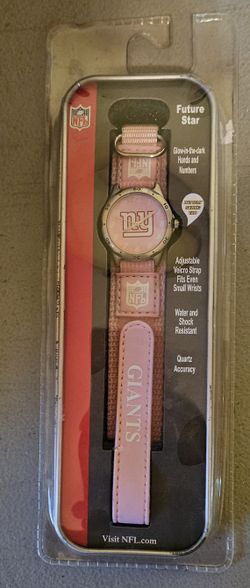 NFL
Future
Star
Glow-in-the-dark
Hands and
Numbers
NFL
ny
NFL
Adjustable
Velcro Strap
Fits Even
Small Wrists
Water and
Shock
Resistant
Quartz
Accuracy
GIANTS
Visit NFL.com